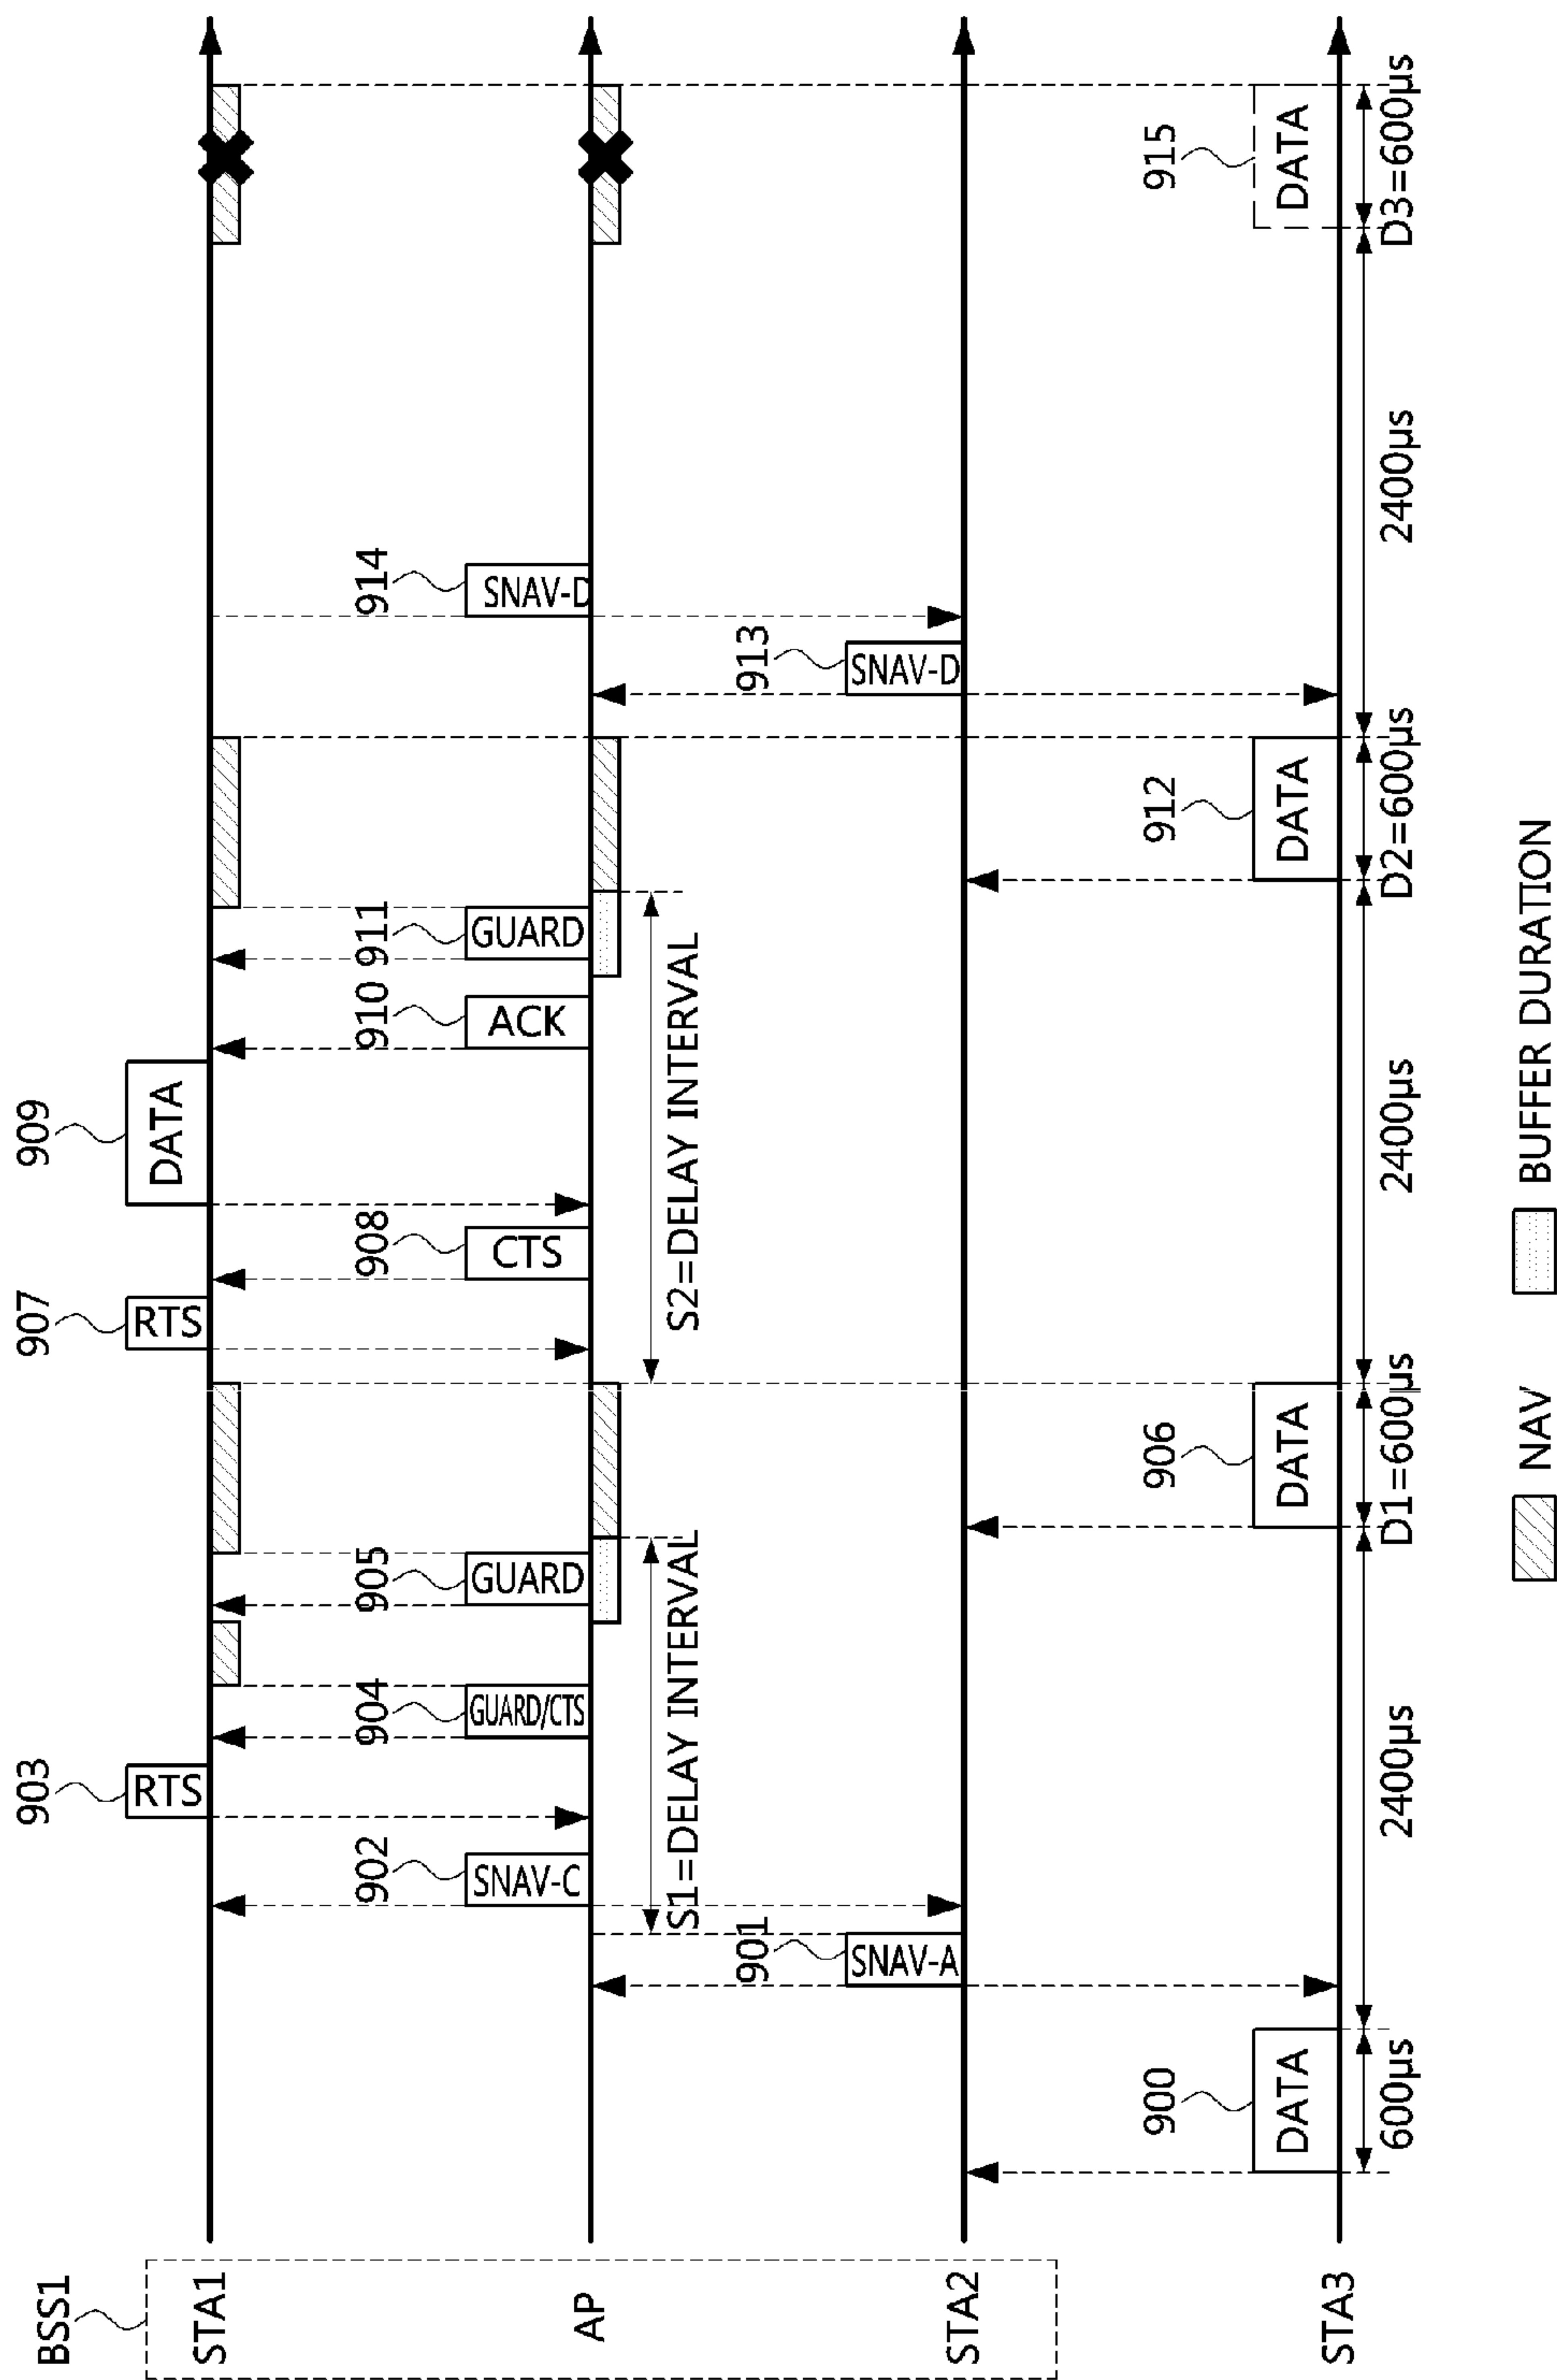 BSS1
STA1
AP
STA2
STA3
903
RTS
907
RTS
909
DATA
902
SNAV-C
904
GUARD/CTS
905
GUARD
908
CTS
910
ACK
911
GUARD
914
SNAV-D
S1=DELAY INTERVAL
S2=DELAY INTERVAL
901
SNAV-A
913
SNAV-D
900
DATA
906
DATA
912
DATA
915
DATA
600μs
2400μs
D1=600μs
2400μs
D2=600μs
2400μs
D3=600μs
NAV
BUFFER DURATION